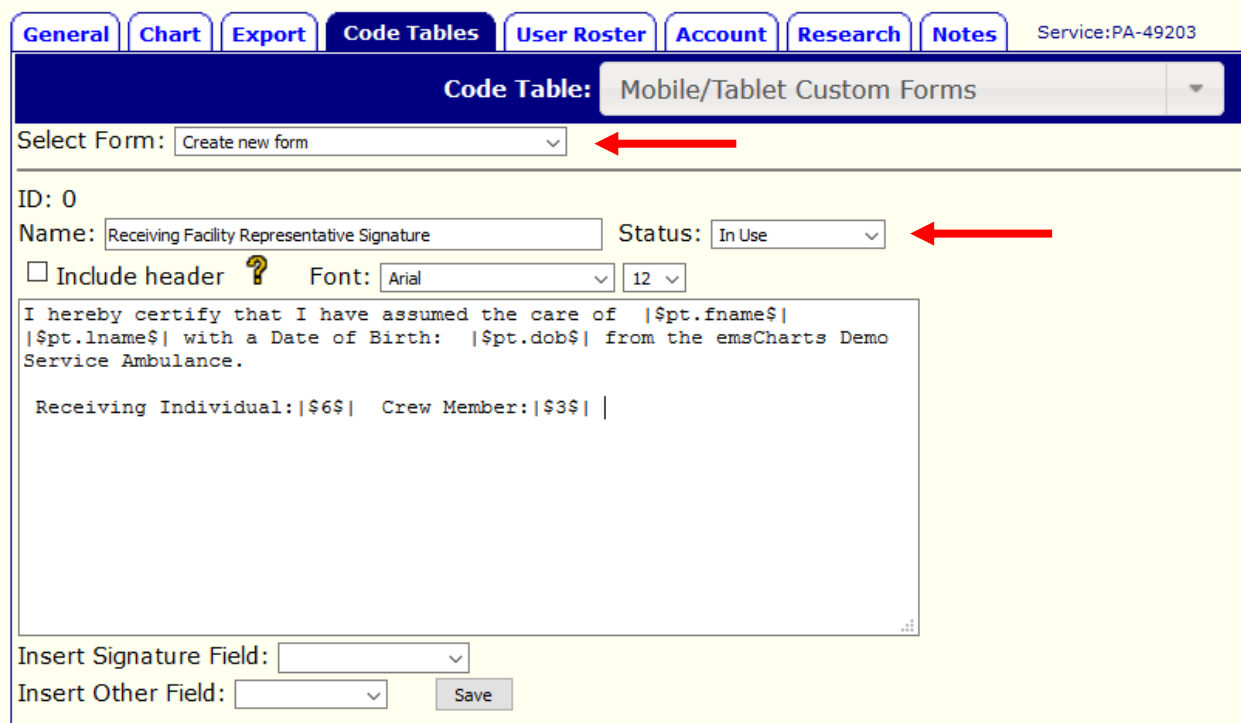 General Chart Export Code Tables User Roster Account Research Notes Service:PA-49203
Code Table: Mobile/Tablet Custom Forms
Select Form: Create new form
ID: 0
Name: Receiving Facility Representative Signature Status: In Use
Include header ? Font: Arial 12
I hereby certify that I have assumed the care of |$pt.fname$|
|$pt.lname$| with a Date of Birth: |$pt.dob$| from the emsCharts Demo
Service Ambulance.
Receiving Individual:|$6$| Crew Member:|$3$|
Insert Signature Field:
Insert Other Field: Save